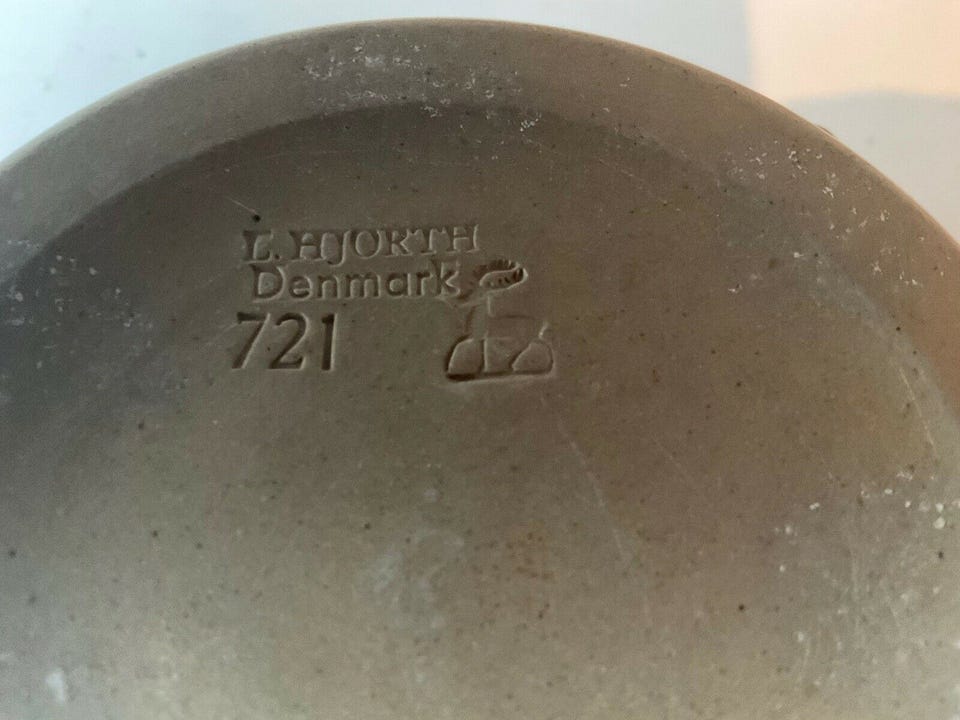 L. HJORTH
Denmark
721